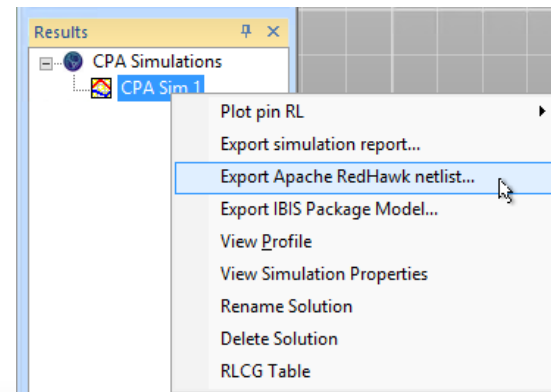 Results
CPA Simulations
CPA Sim 1
Plot pin RL
Export simulation report...
Export Apache RedHawk netlist...
Export IBIS Package Model...
View Profile
View Simulation Properties
Rename Solution
Delete Solution
RLCG Table